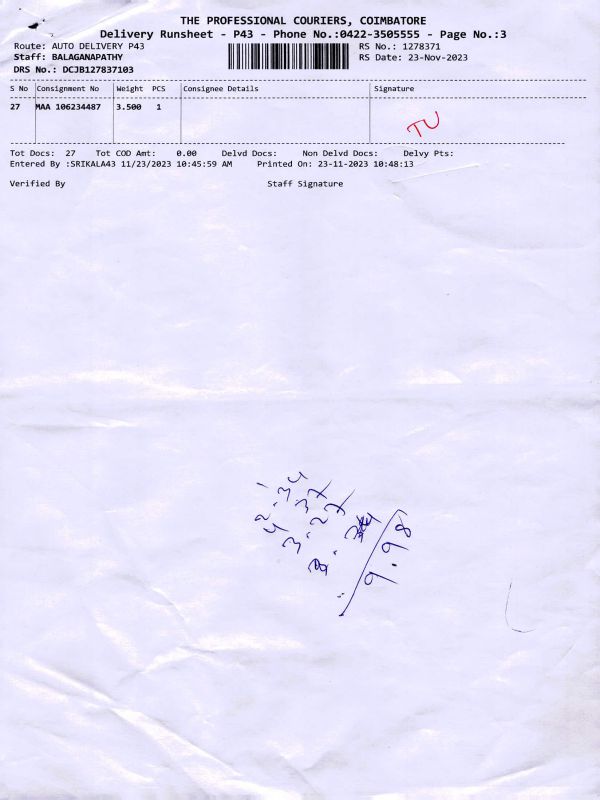 THE PROFESSIONAL COURIERS, COIMBATORE
Delivery Runsheet - P43 - Phone No.:0422-3505555 - Page No.:3
Route: AUTO DELIVERY P43 RS No.: 1278371
Staff: BALAGANAPATHY RS Date: 23-Nov-2023
DRS No.: DCJB127837103
S No Consignment No Weight PCS Consignee Details Signature
27 MAA 106234487 3.500 1
TU
Tot Docs: 27 Tot COD Amt: 0.00 Delvd Docs: Non Delvd Docs: Delvy Pts:
Entered By :SRIKALA43 11/23/2023 10:45:59 AM Printed On: 23-11-2023 10:48:13
Verified By Staff Signature
9.98